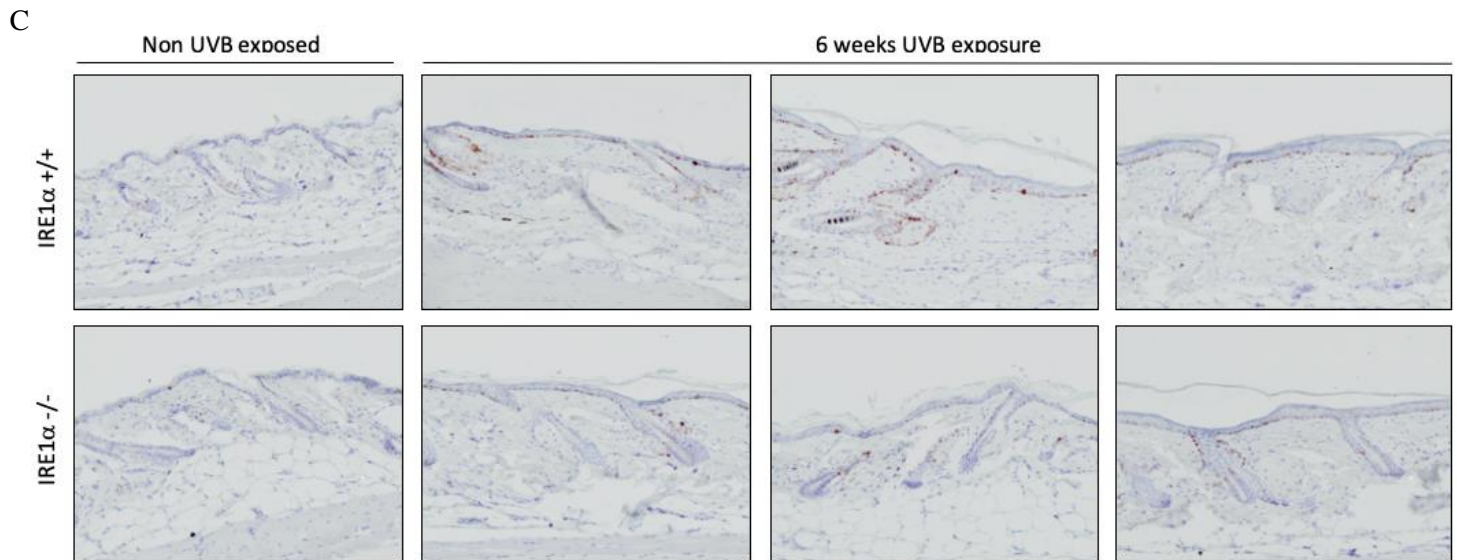 C
Non UVB exposed
6 weeks UVB exposure
IRE1α +/+
IRE1α -/-